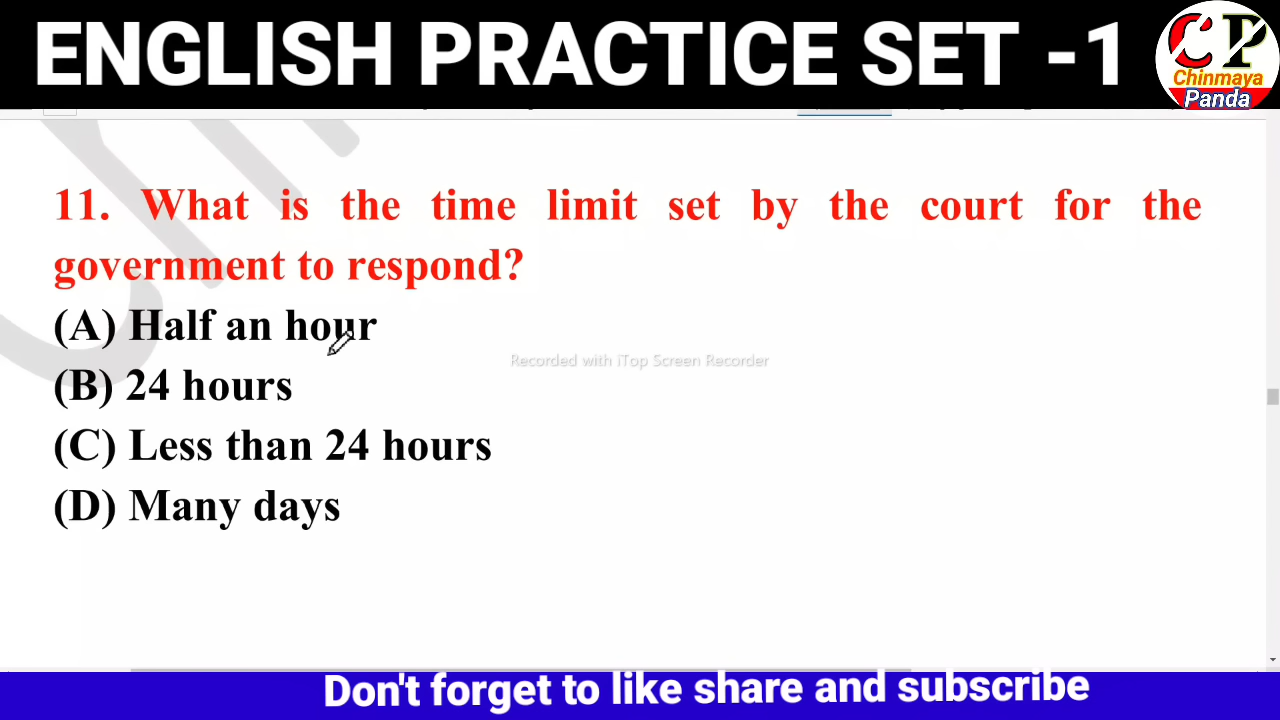 ENGLISH PRACTICE SET -1
CP
Chinmaya
Panda
11. What is the time limit set by the court for the
government to respond?
(A) Half an hour
Recorded with iTop Screen Recorder
(B) 24 hours
(C) Less than 24 hours
(D) Many days
Don't forget to like share and subscribe